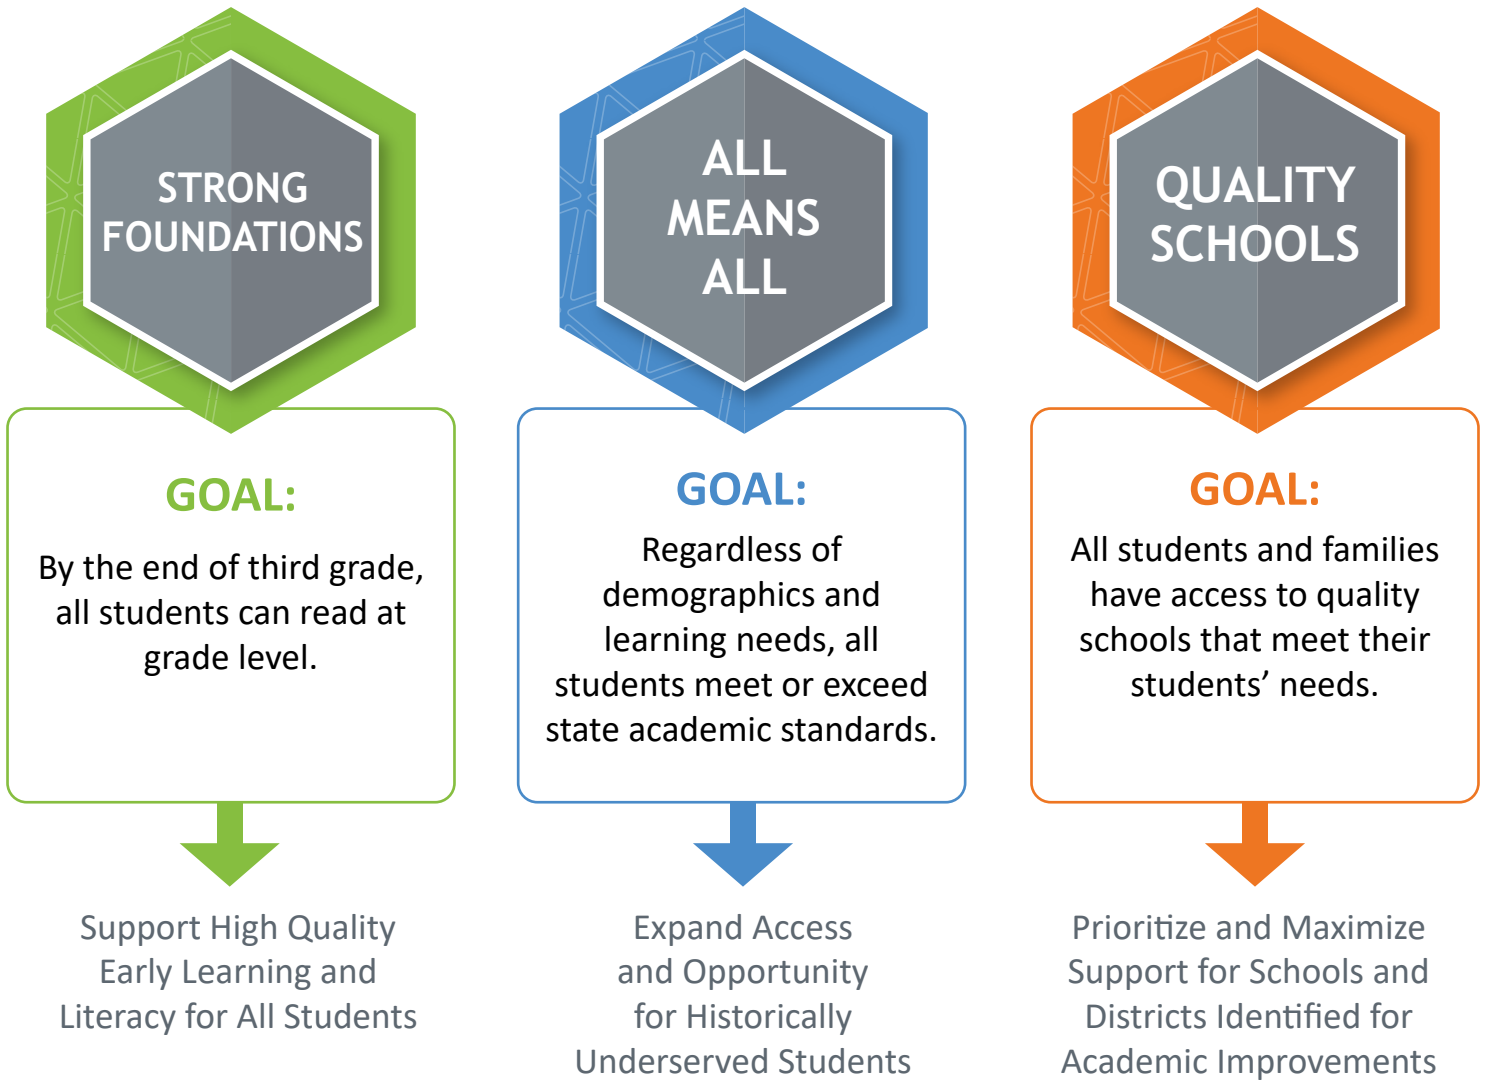 STRONG
FOUNDATIONS
GOAL:
By the end of third grade,
all students can read at
grade level.
Support High Quality
Early Learning and
Literacy for All Students
ALL
MEANS
ALL
GOAL:
Regardless of
demographics and
learning needs, all
students meet or exceed
state academic standards.
Expand Access
and Opportunity
for Historically
Underserved Students
QUALITY
SCHOOLS
GOAL:
All students and families
have access to quality
schools that meet their
students’ needs.
Prioritize and Maximize
Support for Schools and
Districts Identified for
Academic Improvements